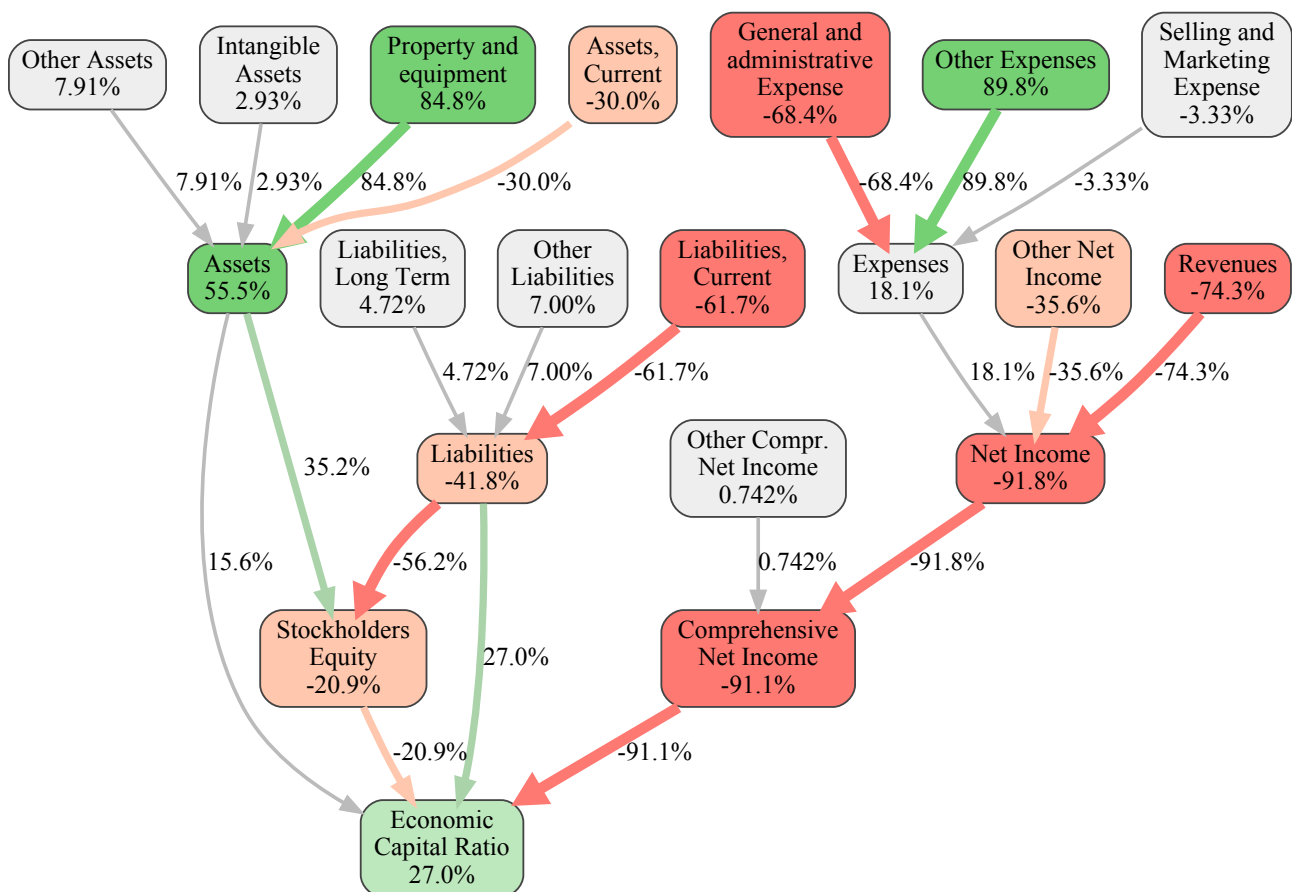 Other Assets
7.91%
Intangible
Assets
2.93%
Property and
equipment
84.8%
Assets,
Current
-30.0%
General and
administrative
Expense
-68.4%
Other Expenses
89.8%
Selling and
Marketing
Expense
-3.33%
7.91%
2.93%
84.8%
-30.0%
-68.4%
89.8%
-3.33%
Assets
55.5%
Liabilities,
Long Term
4.72%
Other
Liabilities
7.00%
Liabilities,
Current
-61.7%
Expenses
18.1%
Other Net
Income
-35.6%
Revenues
-74.3%
4.72%
7.00%
-61.7%
18.1%
-35.6%
-74.3%
35.2%
Liabilities
-41.8%
Other Compr.
Net Income
0.742%
Net Income
-91.8%
15.6%
-56.2%
27.0%
0.742%
-91.8%
Stockholders
Equity
-20.9%
Comprehensive
Net Income
-91.1%
-20.9%
-91.1%
Economic
Capital Ratio
27.0%